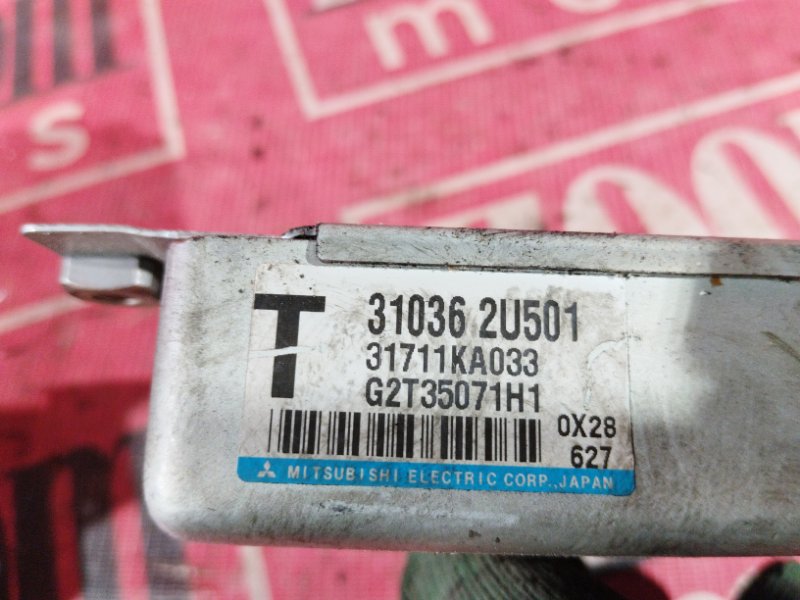 s
m
T
31036 2U501
31711KA033
G2T35071H1
0X28
627
MITSUBISHI ELECTRIC CORP.,JAPAN